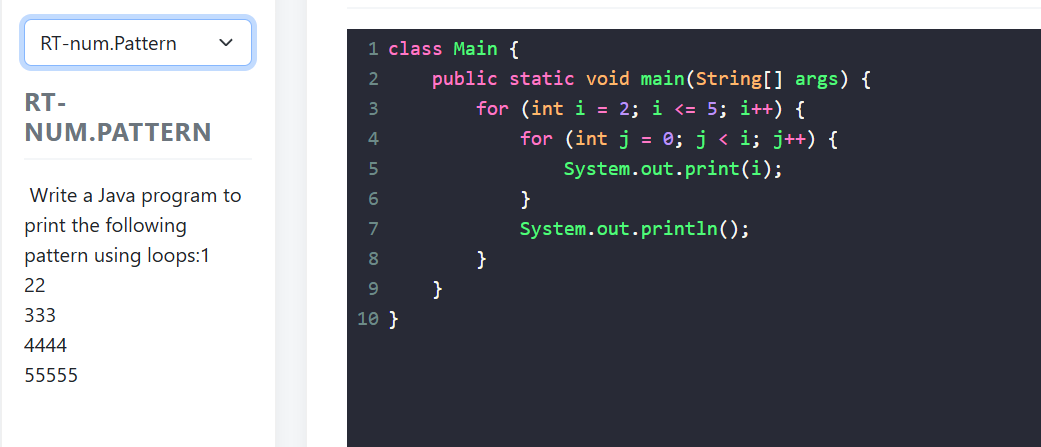 RT-num.Pattern
RT-
NUM.PATTERN
Write a Java program to
print the following
pattern using loops:1
22
333
4444
55555
1 class Main {
2     public static void main(String[] args) {
3         for (int i = 2; i <= 5; i++) {
4             for (int j = 0; j < i; j++) {
5                 System.out.print(i);
6             }
7             System.out.println();
8         }
9     }
10 }